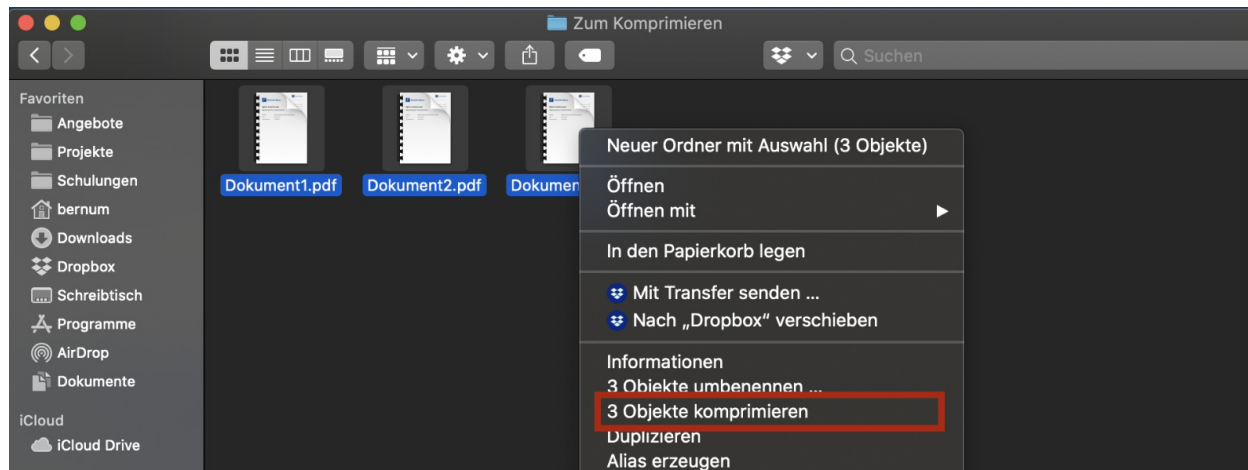 Zum Komprimieren
Suchen
Favoriten
Angebote
Projekte
Schulungen
bernum
Downloads
Dropbox
Schreibtisch
Programme
AirDrop
Dokumente
iCloud
iCloud Drive
Dokument1.pdf
Dokument2.pdf
Dokumen
Neuer Ordner mit Auswahl (3 Objekte)
Öffnen
Öffnen mit
In den Papierkorb legen
Mit Transfer senden ...
Nach „Dropbox“ verschieben
Informationen
3 Objekte umbenennen ...
3 Objekte komprimieren
Duplizieren
Alias erzeugen